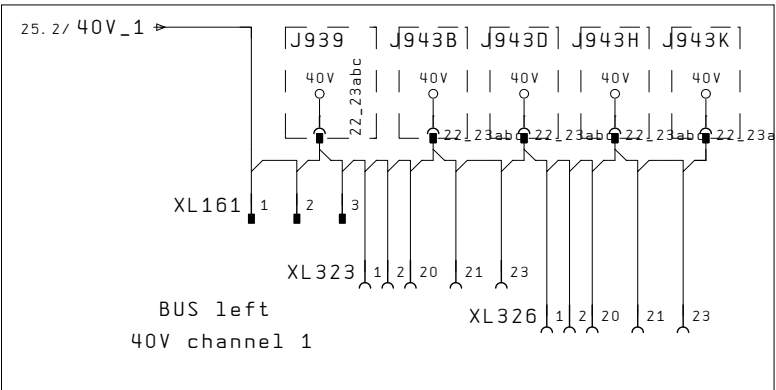 25.2/ 40V_1
J939 J943B J943D J943H J943K
40V 40V 40V 40V 40V
22_23abc
22_23abc 22_23abc 22_23abc 22_23a
XL161 1 2 3
XL323 1 2 20 21 23
XL326 1 2 20 21 23
BUS left
40V channel 1